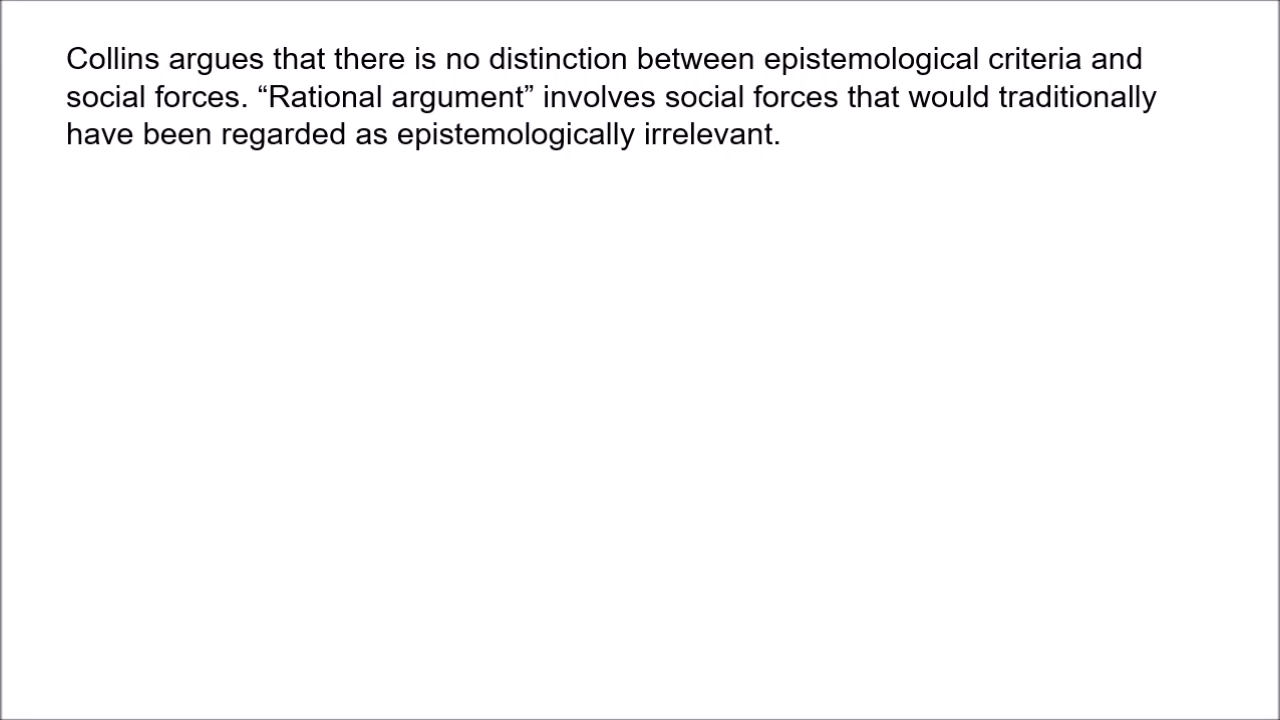 Collins argues that there is no distinction between epistemological criteria and
social forces. “Rational argument” involves social forces that would traditionally
have been regarded as epistemologically irrelevant.